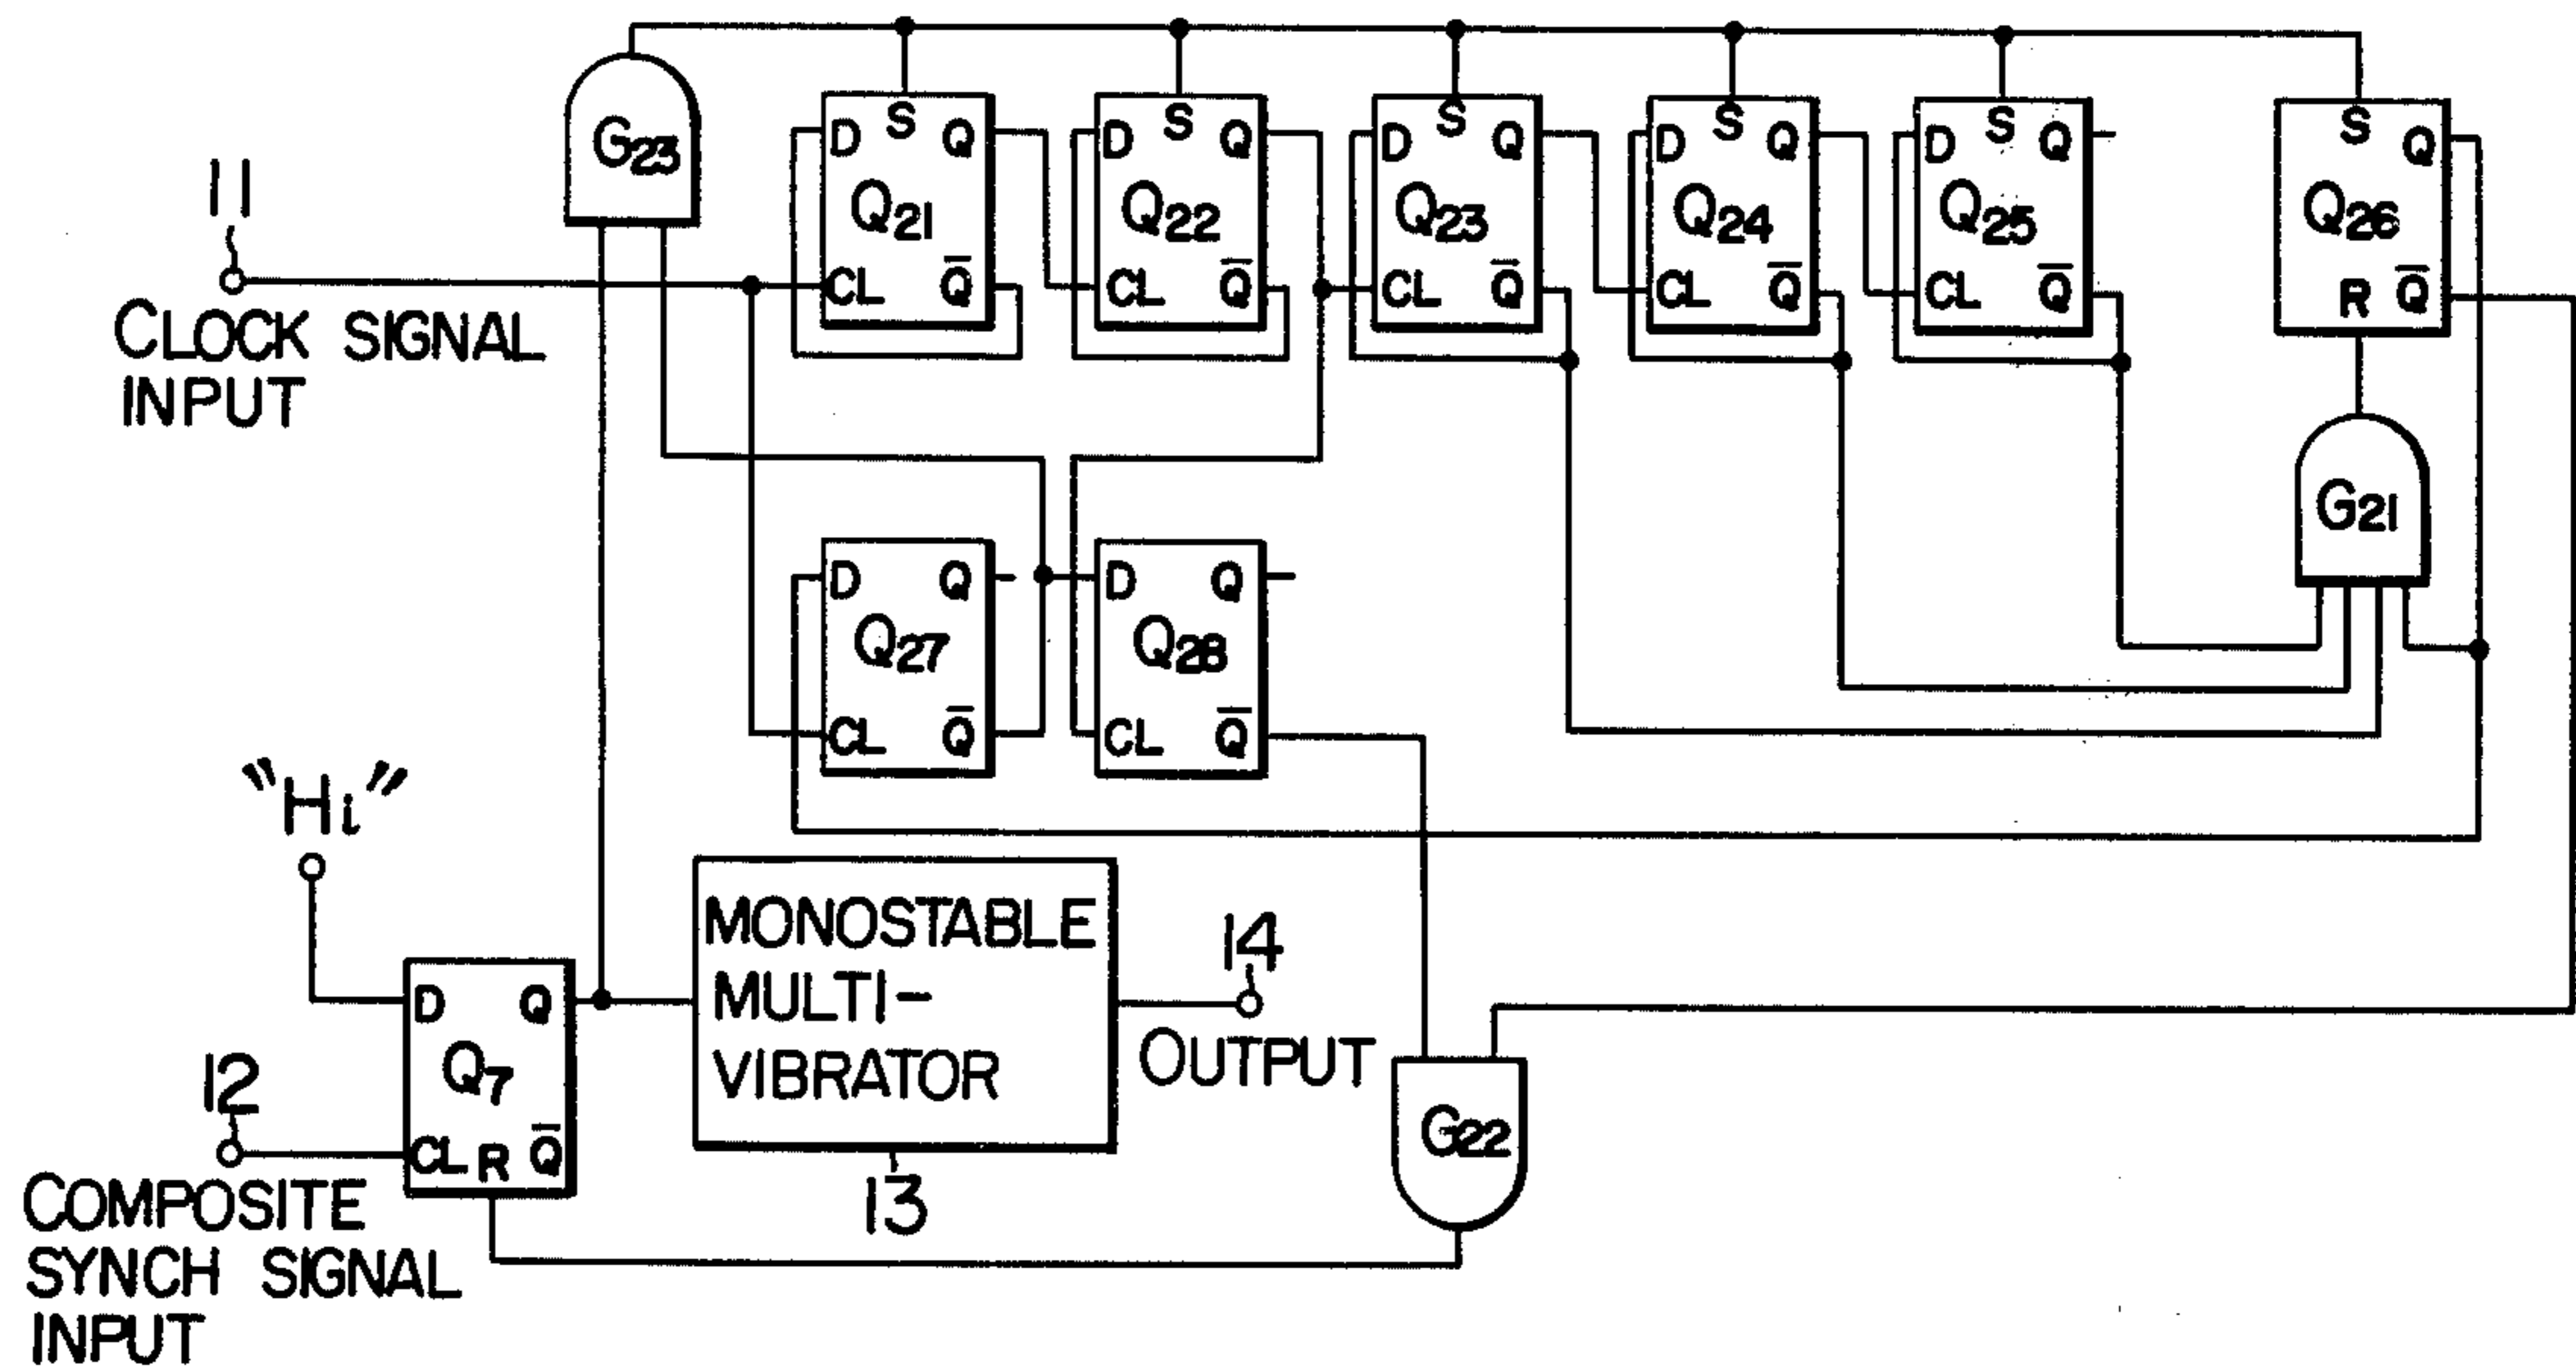 G23
D S Q
Q21
CL Q̅
D S Q
Q22
CL Q̅
D S Q
Q23
CL Q̅
D S Q
Q24
CL Q̅
D S Q
Q25
CL Q̅
S Q
Q26
R Q̅
11
CLOCK SIGNAL
INPUT
G21
D Q
Q27
CL Q̅
D Q
Q28
CL Q̅
"Hi"
D Q
Q7
CL R Q̅
MONOSTABLE
MULTI-
VIBRATOR
13
14
OUTPUT
G22
12
COMPOSITE
SYNCH SIGNAL
INPUT